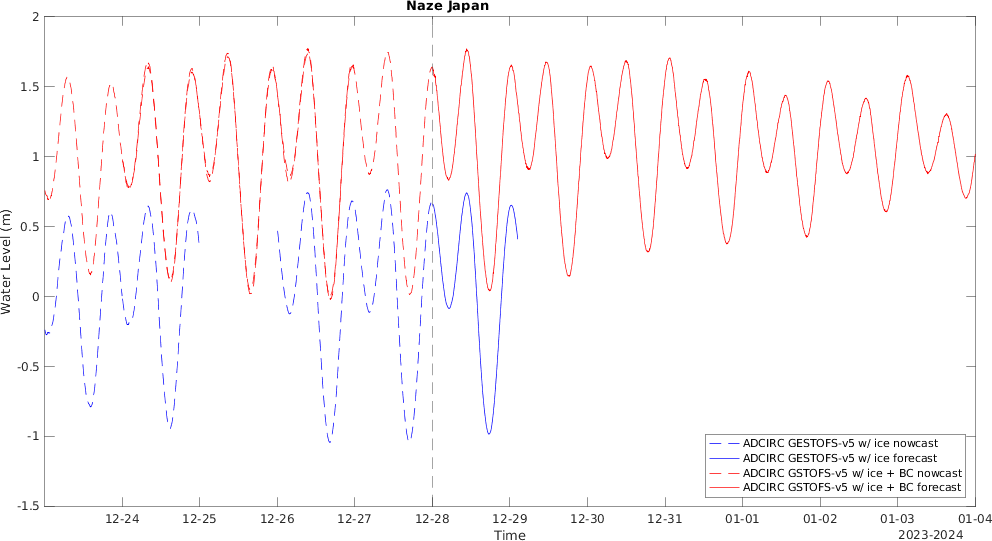 Naze Japan
2
1.5
1
0.5
0
-0.5
-1
-1.5
Water Level (m)
ADCIRC GESTOFS-v5 w/ ice nowcast
ADCIRC GESTOFS-v5 w/ ice forecast
ADCIRC GSTOFS-v5 w/ ice + BC nowcast
ADCIRC GSTOFS-v5 w/ ice + BC forecast
12-24 12-25 12-26 12-27 12-28 12-29 12-30 12-31 01-01 01-02 01-03 01-04
Time
2023-2024